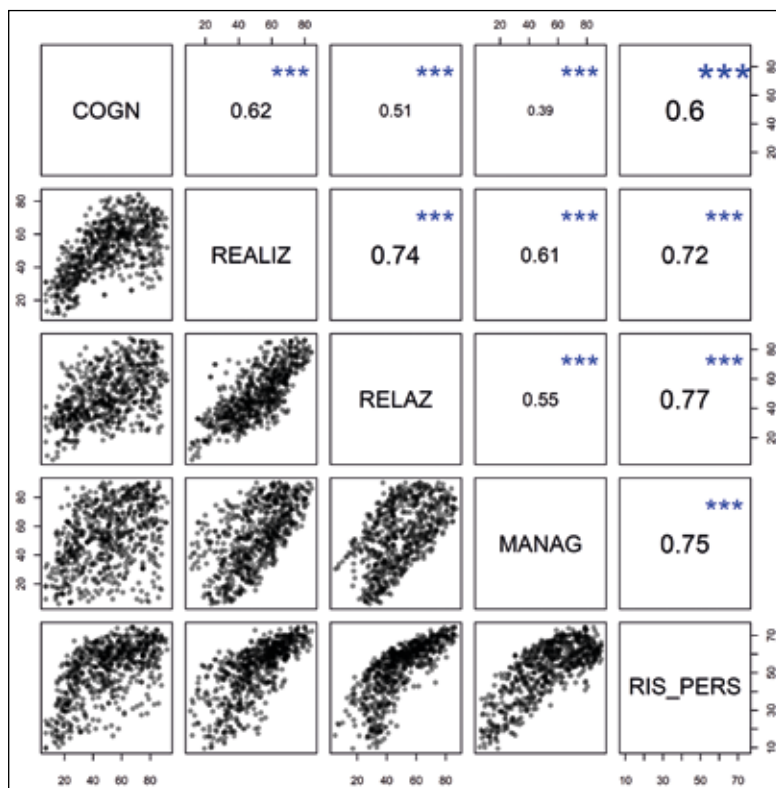 20 40 60 80 20 40 60 80
COGN *** 0.62 *** 0.51 *** 0.39 *** 0.6 20 40 60 80
20 40 60 80 REALIZ *** 0.74 *** 0.61 *** 0.72
RELAZ *** 0.55 *** 0.77 20 40 60 80
20 40 60 80 MANAG *** 0.75
RIS_PERS 10 30 50 70
20 40 60 80 20 40 60 80 10 30 50 70